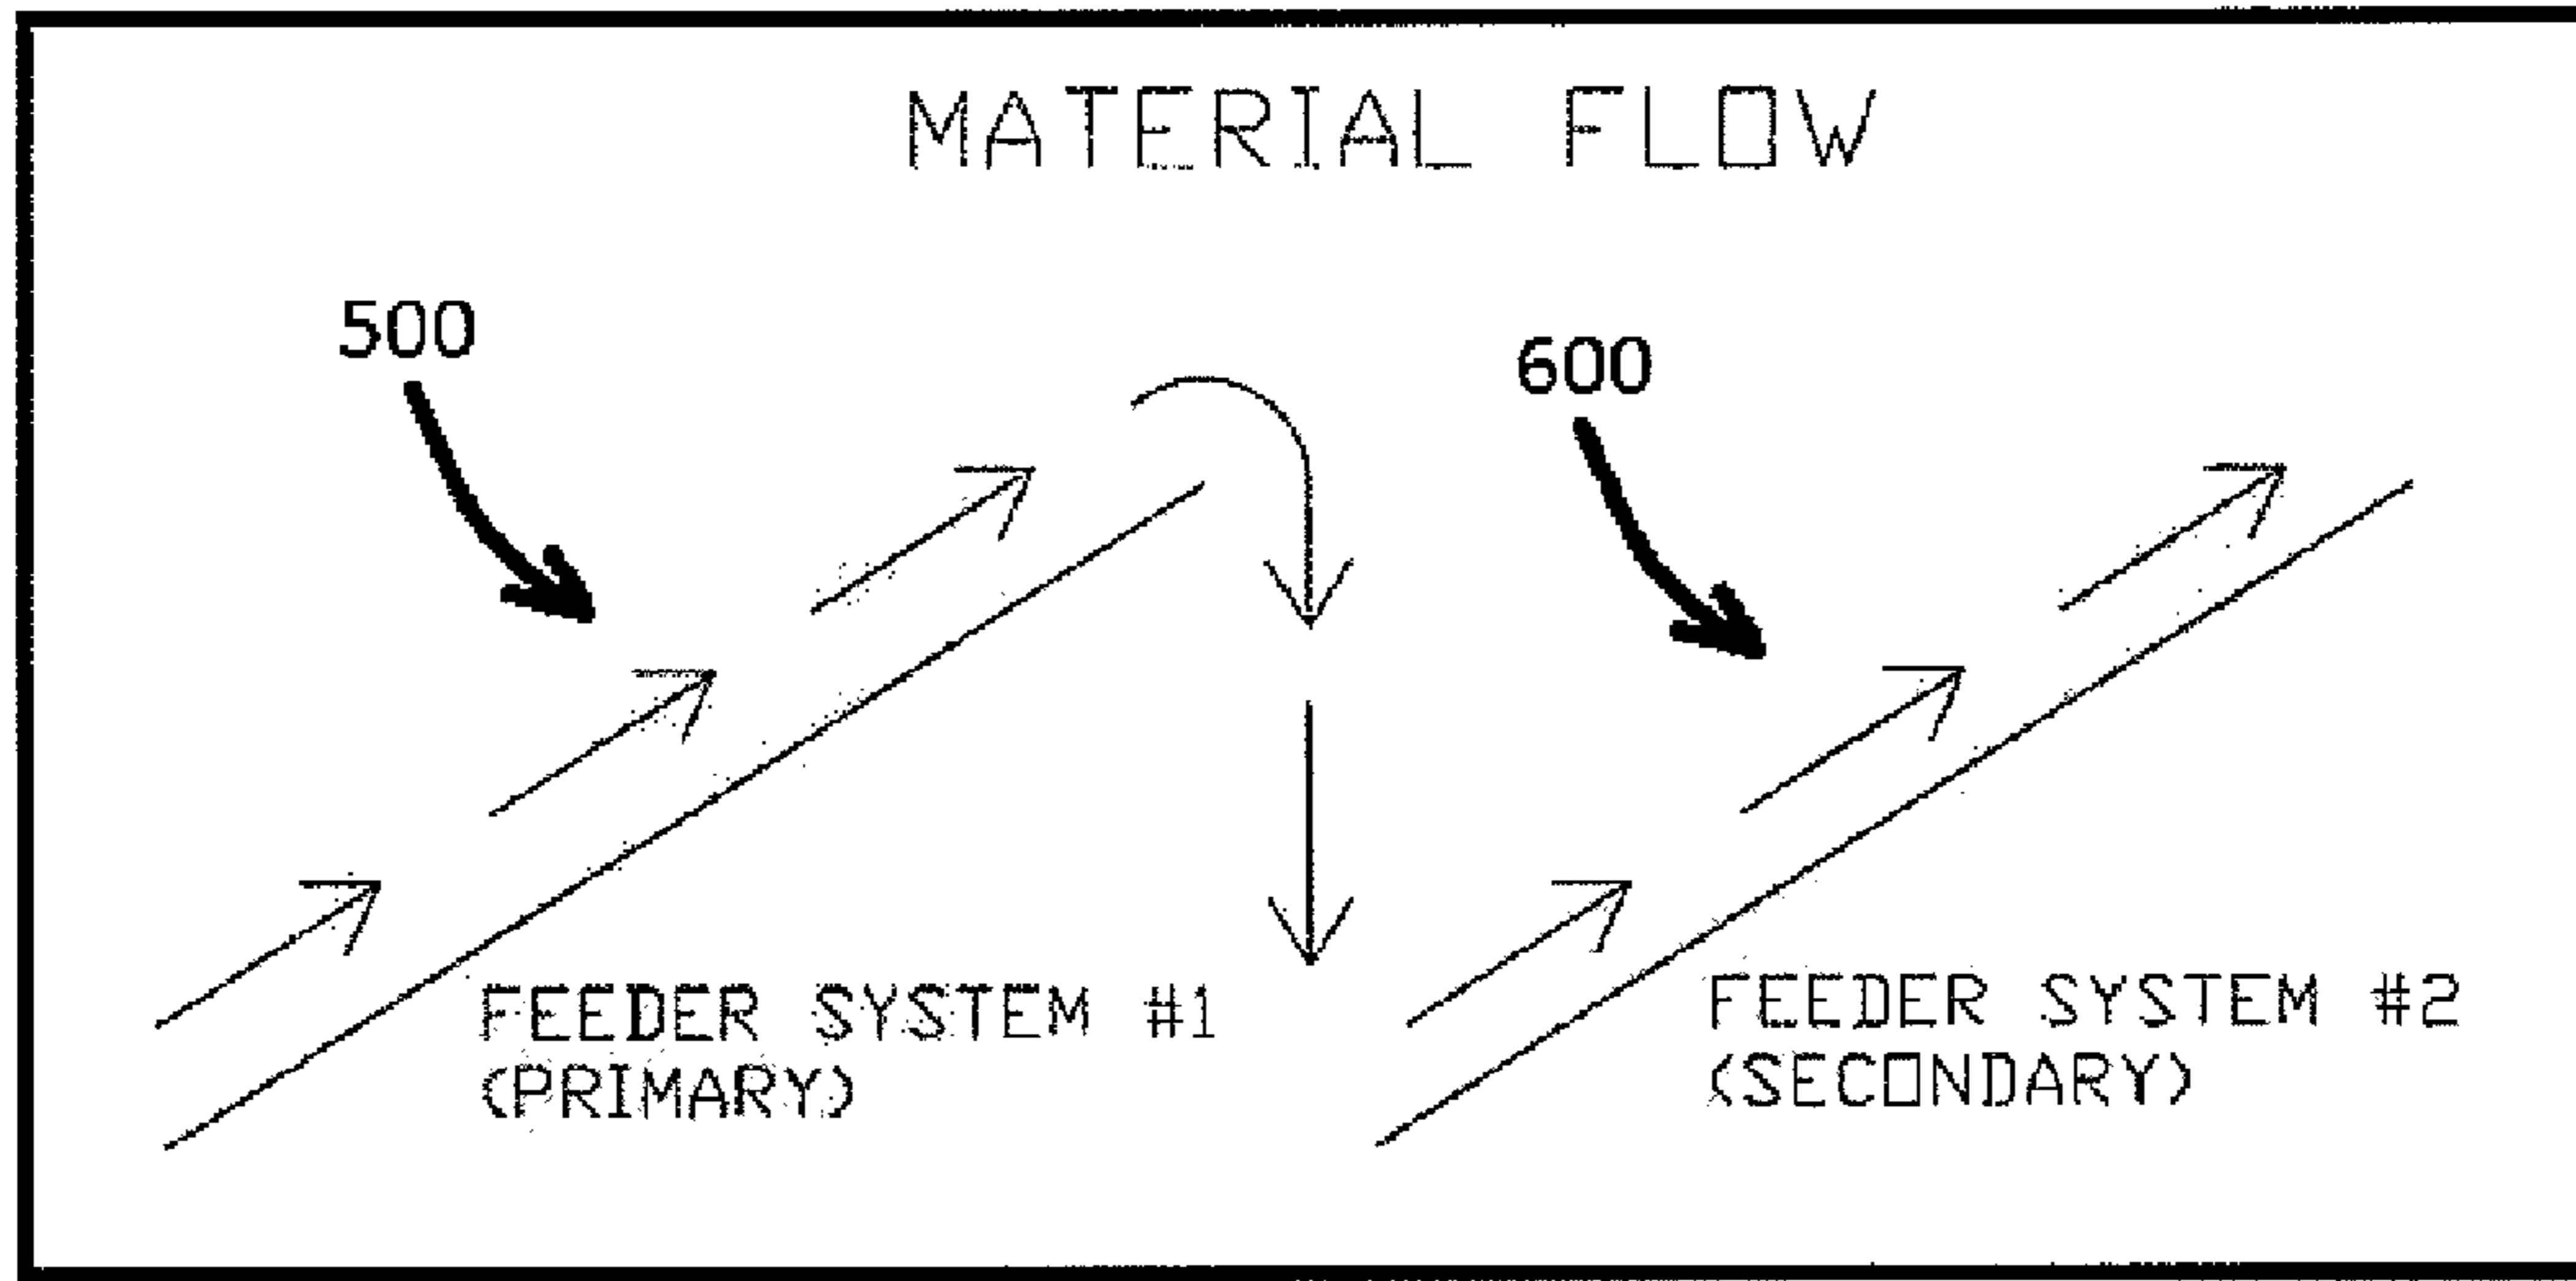 MATERIAL FLOW
500
600
FEEDER SYSTEM #1
(PRIMARY)
FEEDER SYSTEM #2
(SECONDARY)